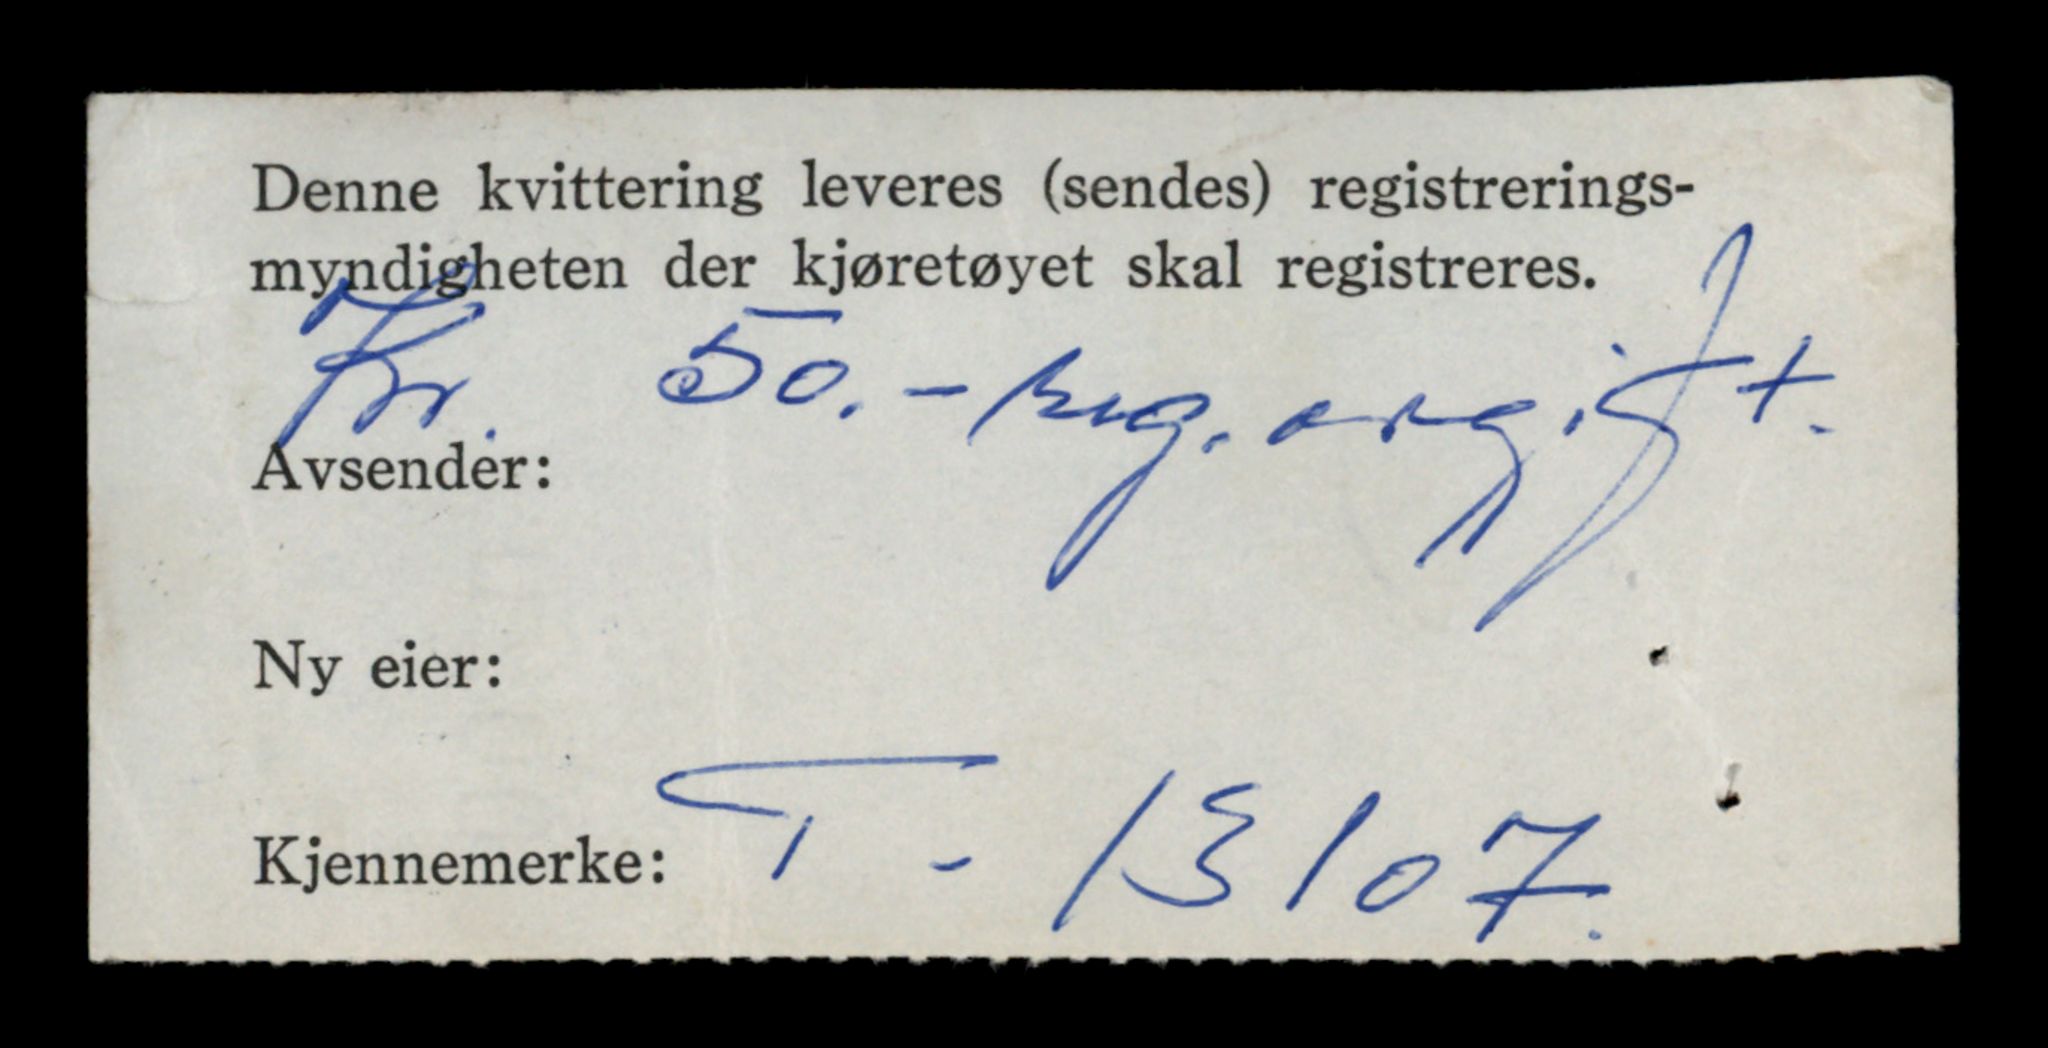 Denne kvittering leveres (sendes) registrerings-
myndigheten der kjøretøyet skal registreres.
Kr. 50.- reg. avgift.
Avsender:
Ny eier:
Kjennemerke: T - 13107.